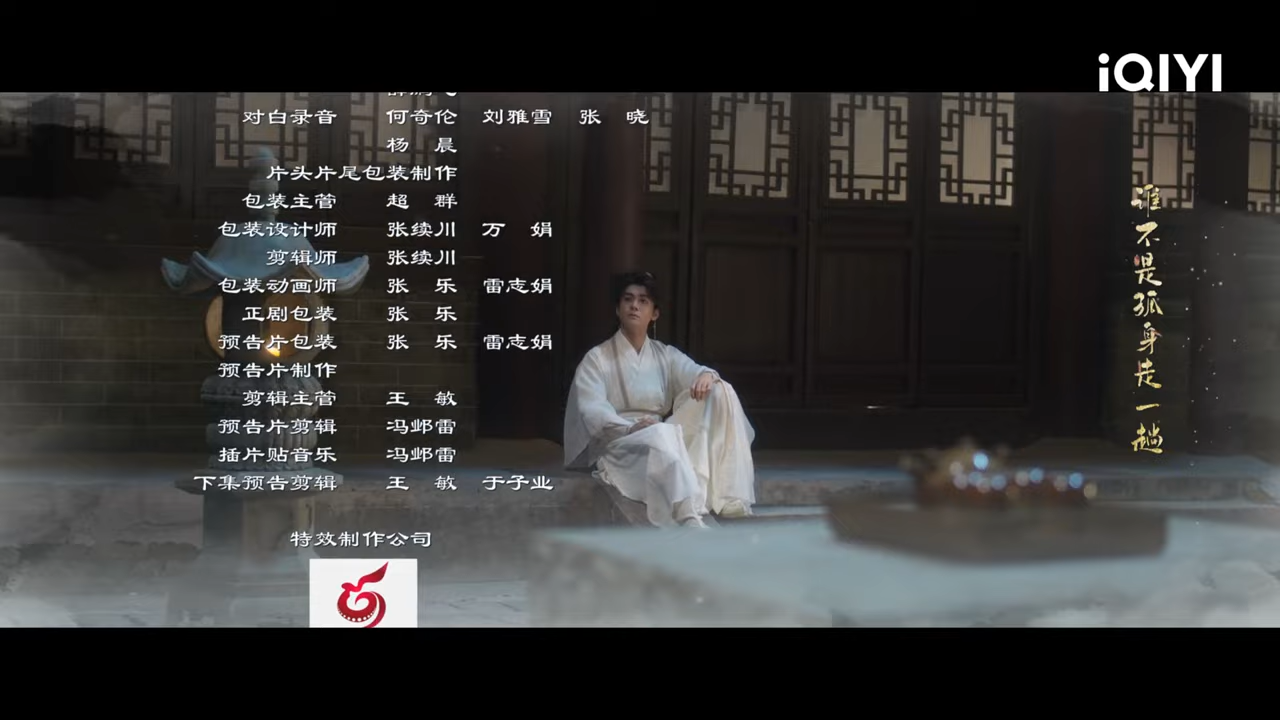 iQIYI
对白录音 何奇伦 刘雅雪 张 晓
杨 晨
片头片尾包装制作
包装主管 超 群
包装设计师 张续川 万 娟
剪辑师 张续川
包装动画师 张 乐 雷志娟
正剧包装 张 乐
预告片包装 张 乐 雷志娟
预告片制作
剪辑主管 王 敏
预告片剪辑 冯邺雷
插片贴音乐 冯邺雷
下集预告剪辑 王 敏 于子业
特效制作公司
谁不是孤身走一趟